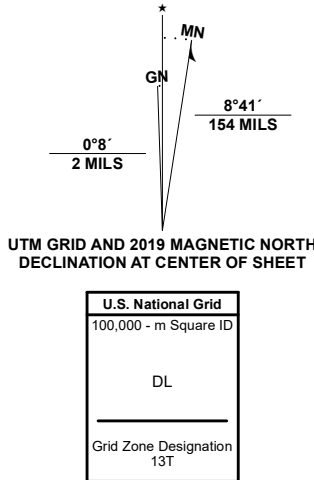 MN
GN
8°41´
154 MILS
0°8´
2 MILS
UTM GRID AND 2019 MAGNETIC NORTH
DECLINATION AT CENTER OF SHEET
U.S. National Grid
100,000 - m Square ID
DL
Grid Zone Designation
13T